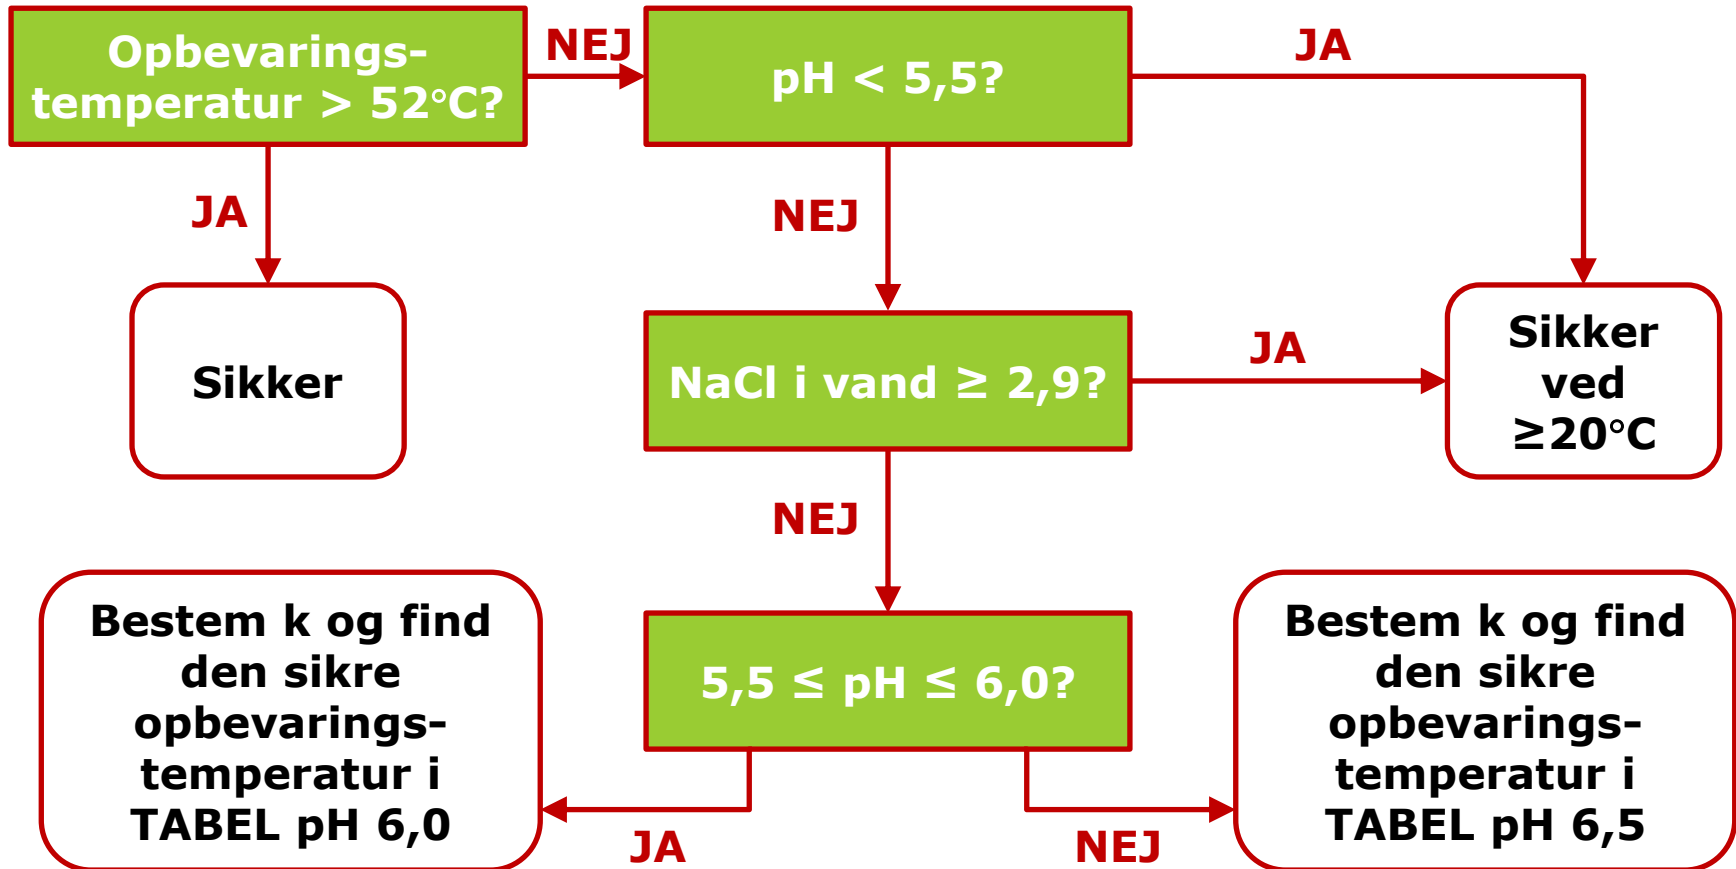 Opbevarings-
temperatur > 52°C?
NEJ
pH < 5,5?
JA
JA
NEJ
Sikker
NaCl i vand ≥ 2,9?
JA
Sikker
ved
≥20°C
NEJ
Bestem k og find
den sikre
opbevarings-
temperatur i
TABEL pH 6,0
5,5 ≤ pH ≤ 6,0?
Bestem k og find
den sikre
opbevarings-
temperatur i
TABEL pH 6,5
JA
NEJ